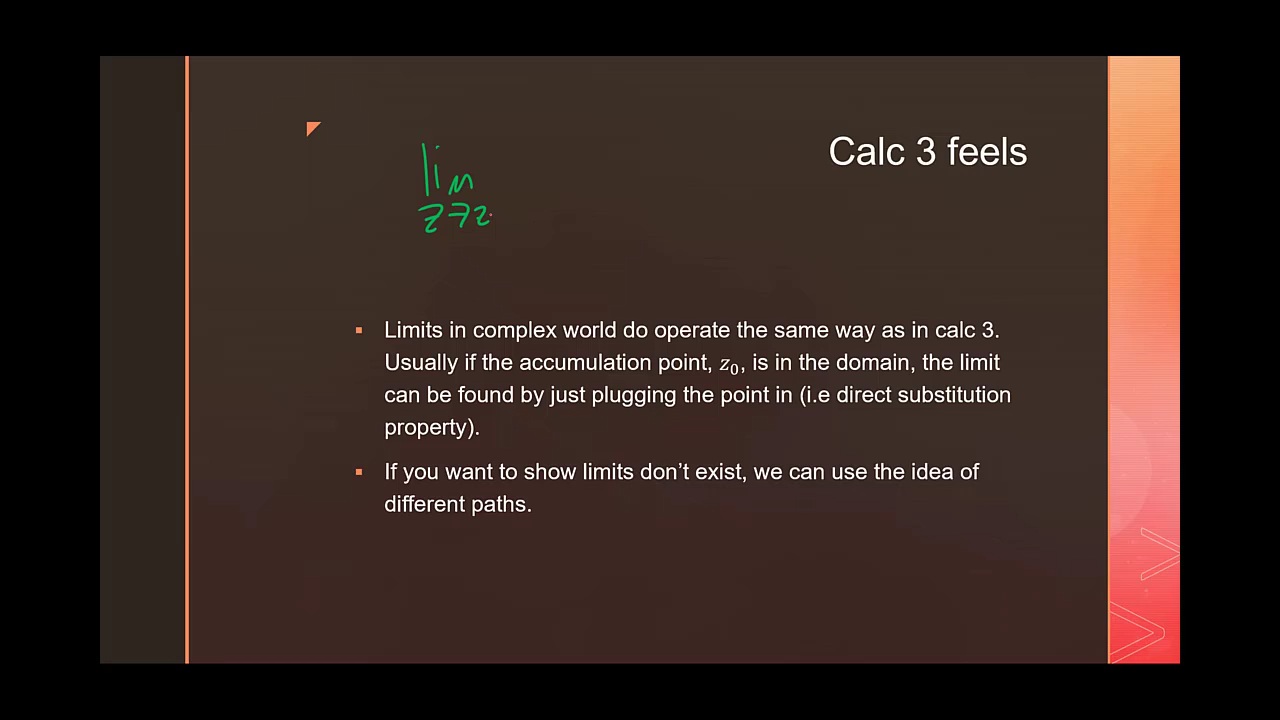 Calc 3 feels
lim
z→z
▪ Limits in complex world do operate the same way as in calc 3.
Usually if the accumulation point, z₀, is in the domain, the limit
can be found by just plugging the point in (i.e direct substitution
property).
▪ If you want to show limits don’t exist, we can use the idea of
different paths.